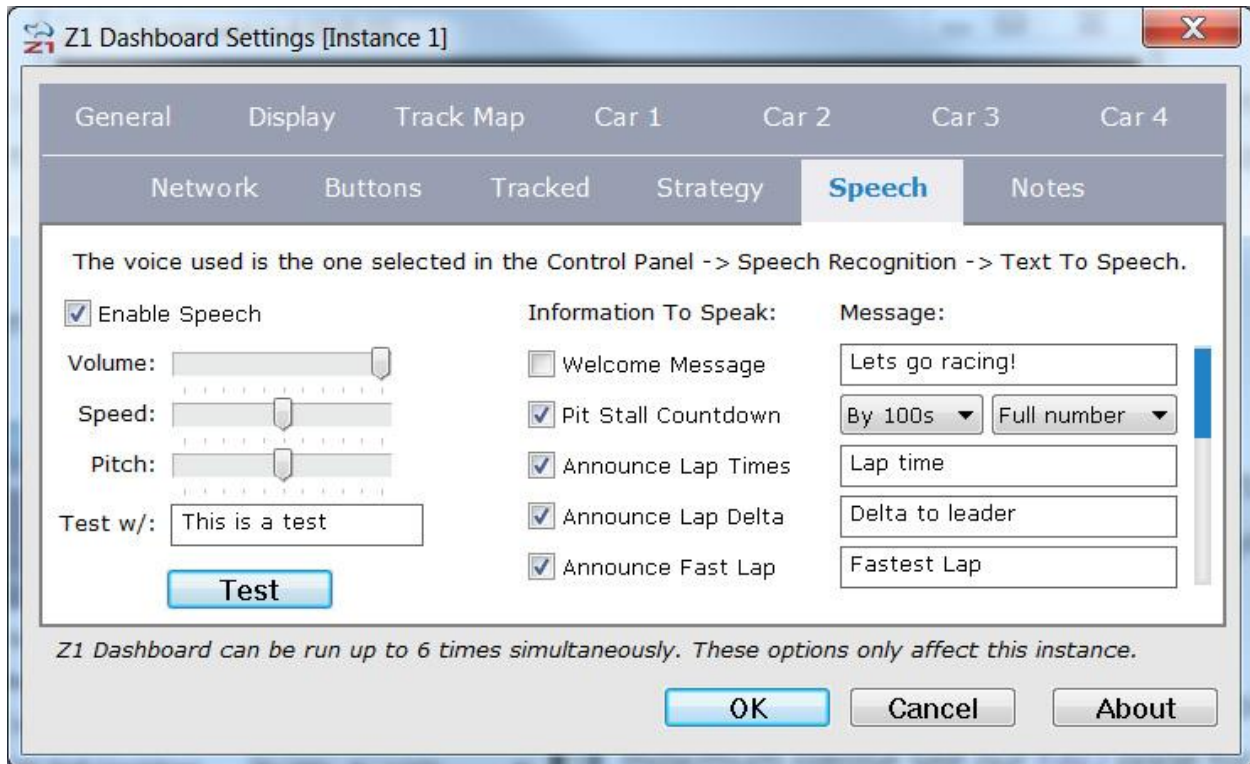 Z1 Z1 Dashboard Settings [Instance 1] X
General Display Track Map Car 1 Car 2 Car 3 Car 4
Network Buttons Tracked Strategy Speech Notes
The voice used is the one selected in the Control Panel -> Speech Recognition -> Text To Speech.
Enable Speech Information To Speak: Message:
Volume: Welcome Message Lets go racing!
Speed: Pit Stall Countdown By 100s Full number
Pitch: Announce Lap Times Lap time
Test w/: This is a test Announce Lap Delta Delta to leader
Test Announce Fast Lap Fastest Lap
Z1 Dashboard can be run up to 6 times simultaneously. These options only affect this instance.
OK Cancel About